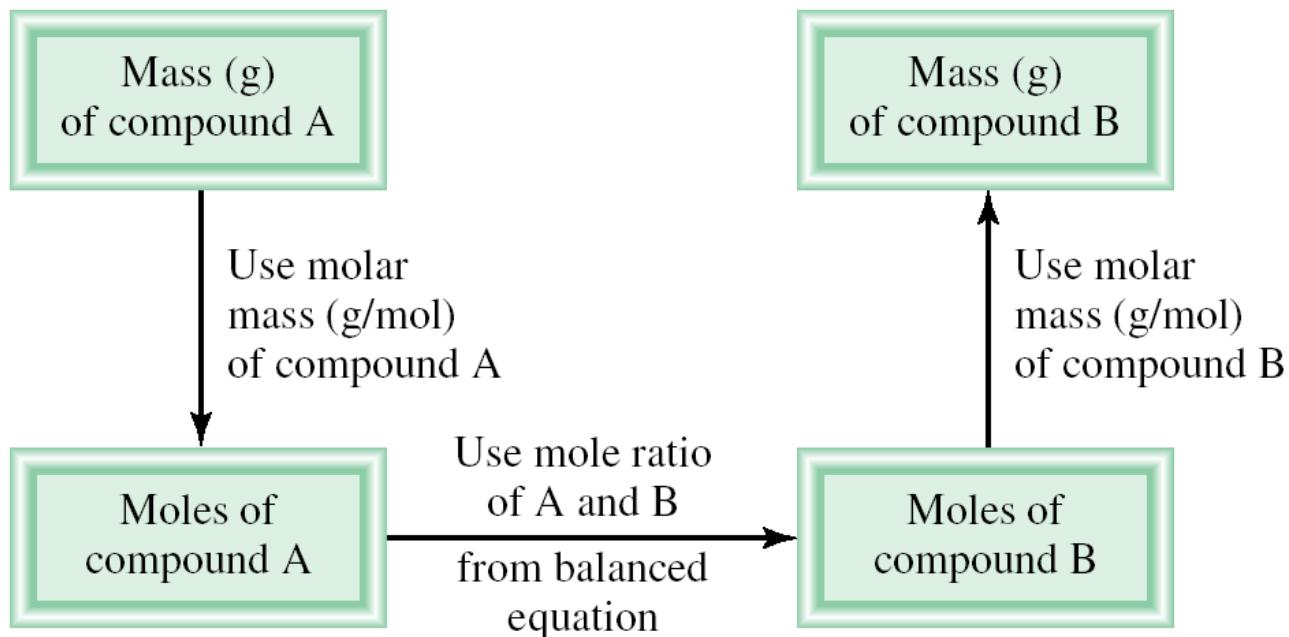 Mass (g)
of compound A
Mass (g)
of compound B
Use molar
mass (g/mol)
of compound A
Use molar
mass (g/mol)
of compound B
Moles of
compound A
Use mole ratio
of A and B
from balanced
equation
Moles of
compound B